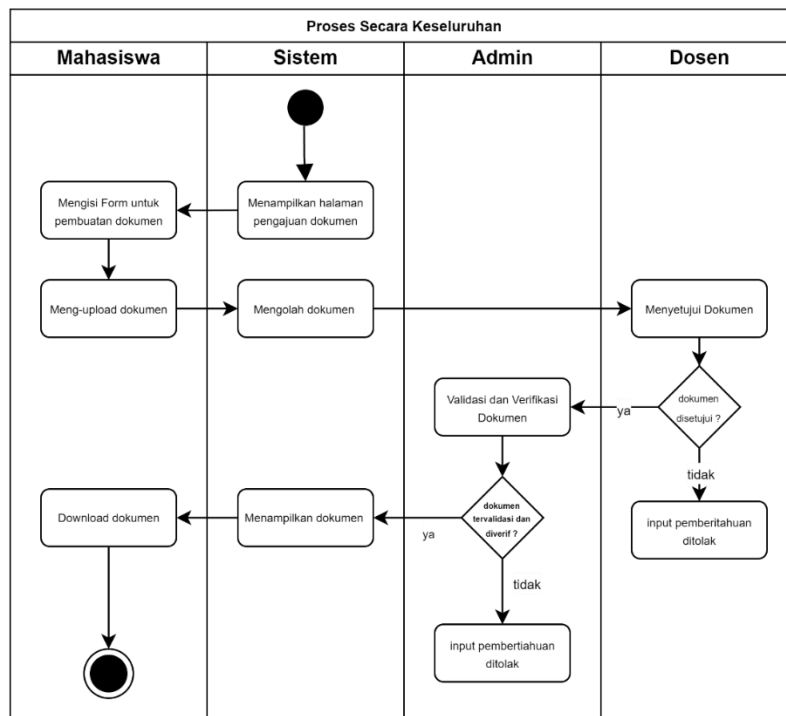 Proses Secara Keseluruhan
Mahasiswa
Sistem
Admin
Dosen
Mengisi Form untuk
pembuatan dokumen
Menampilkan halaman
pengajuan dokumen
Meng-upload dokumen
Mengolah dokumen
Menyetujui Dokumen
Validasi dan Verifikasi
Dokumen
ya
dokumen
disetujui ?
tidak
Download dokumen
Menampilkan dokumen
ya
dokumen
tervalidasi dan
diverif ?
input pemberitahuan
ditolak
tidak
input pembertiahuan
ditolak